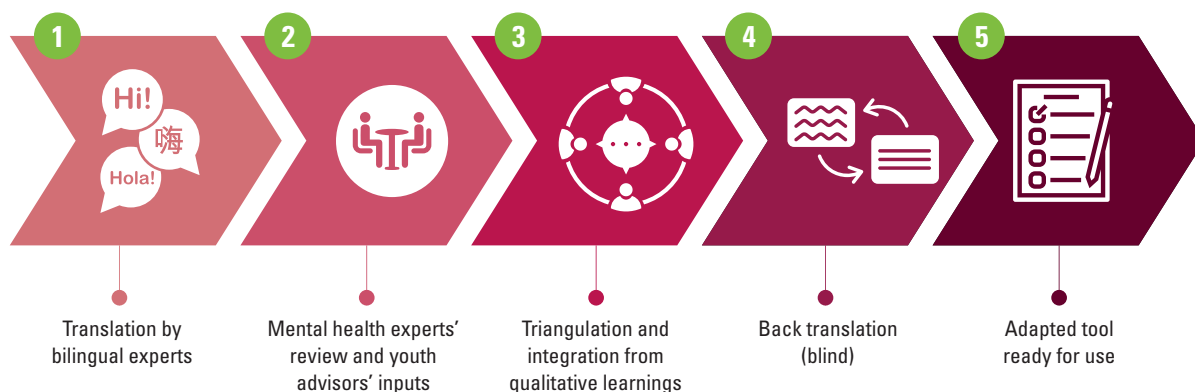 1
2
3
4
5
Hi!
嗨
Hola!
Translation by
bilingual experts
Mental health experts’
review and youth
advisors’ inputs
Triangulation and
integration from
qualitative learnings
Back translation
(blind)
Adapted tool
ready for use